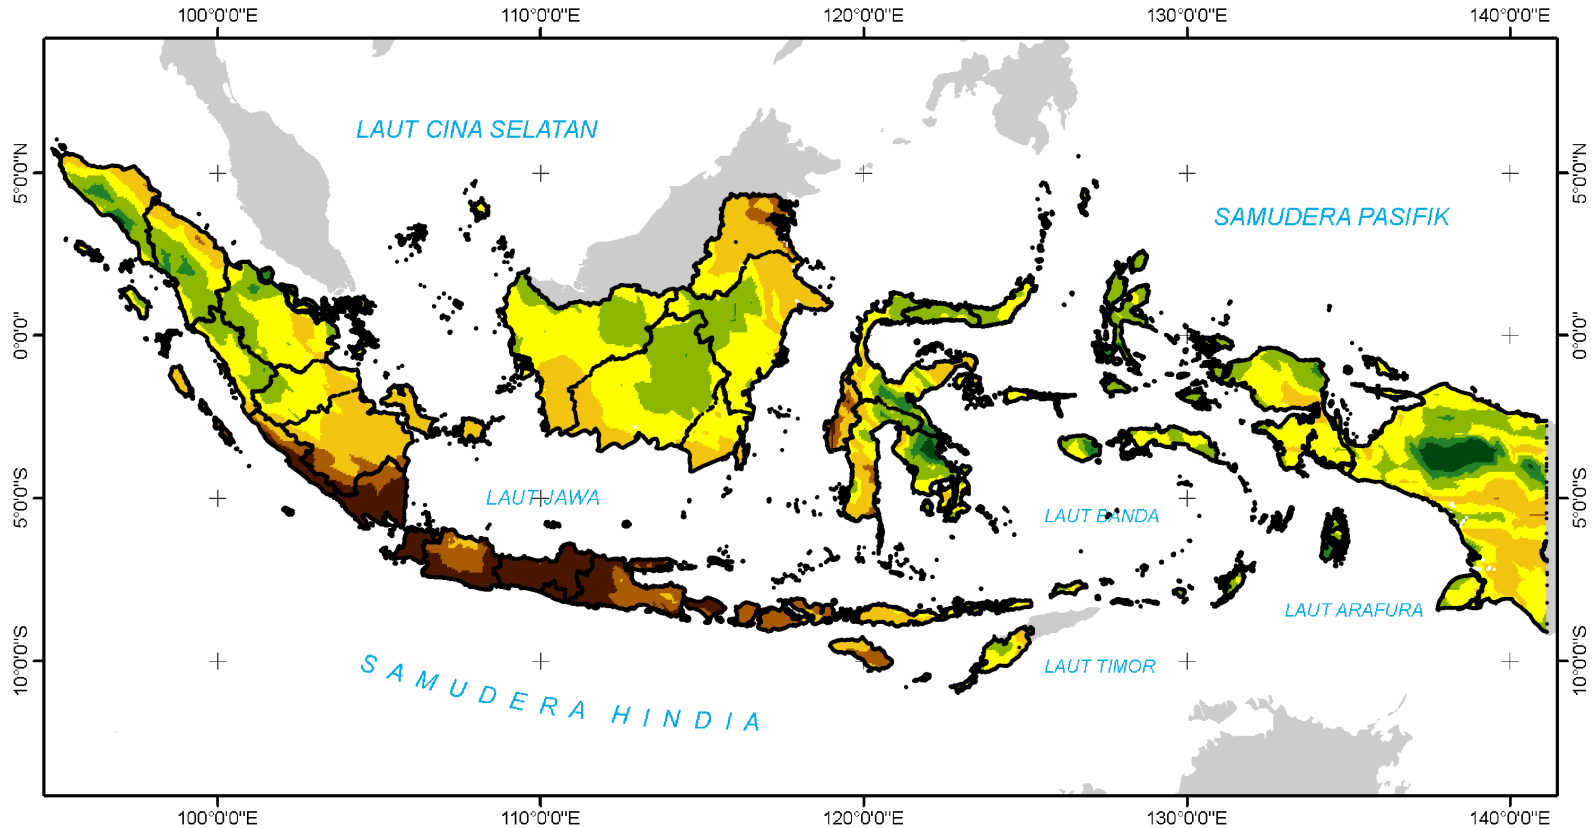 100°0'0"E 110°0'0"E 120°0'0"E 130°0'0"E 140°0'0"E
LAUT CINA SELATAN
5°0'0"N 5°0'0"N
SAMUDERA PASIFIK
0°0'0" 0°0'0"
LAUT JAWA
5°0'0"S 5°0'0"S
LAUT BANDA
LAUT ARAFURA
10°0'0"S 10°0'0"S
LAUT TIMOR
SAMUDERA HINDIA
100°0'0"E 110°0'0"E 120°0'0"E 130°0'0"E 140°0'0"E